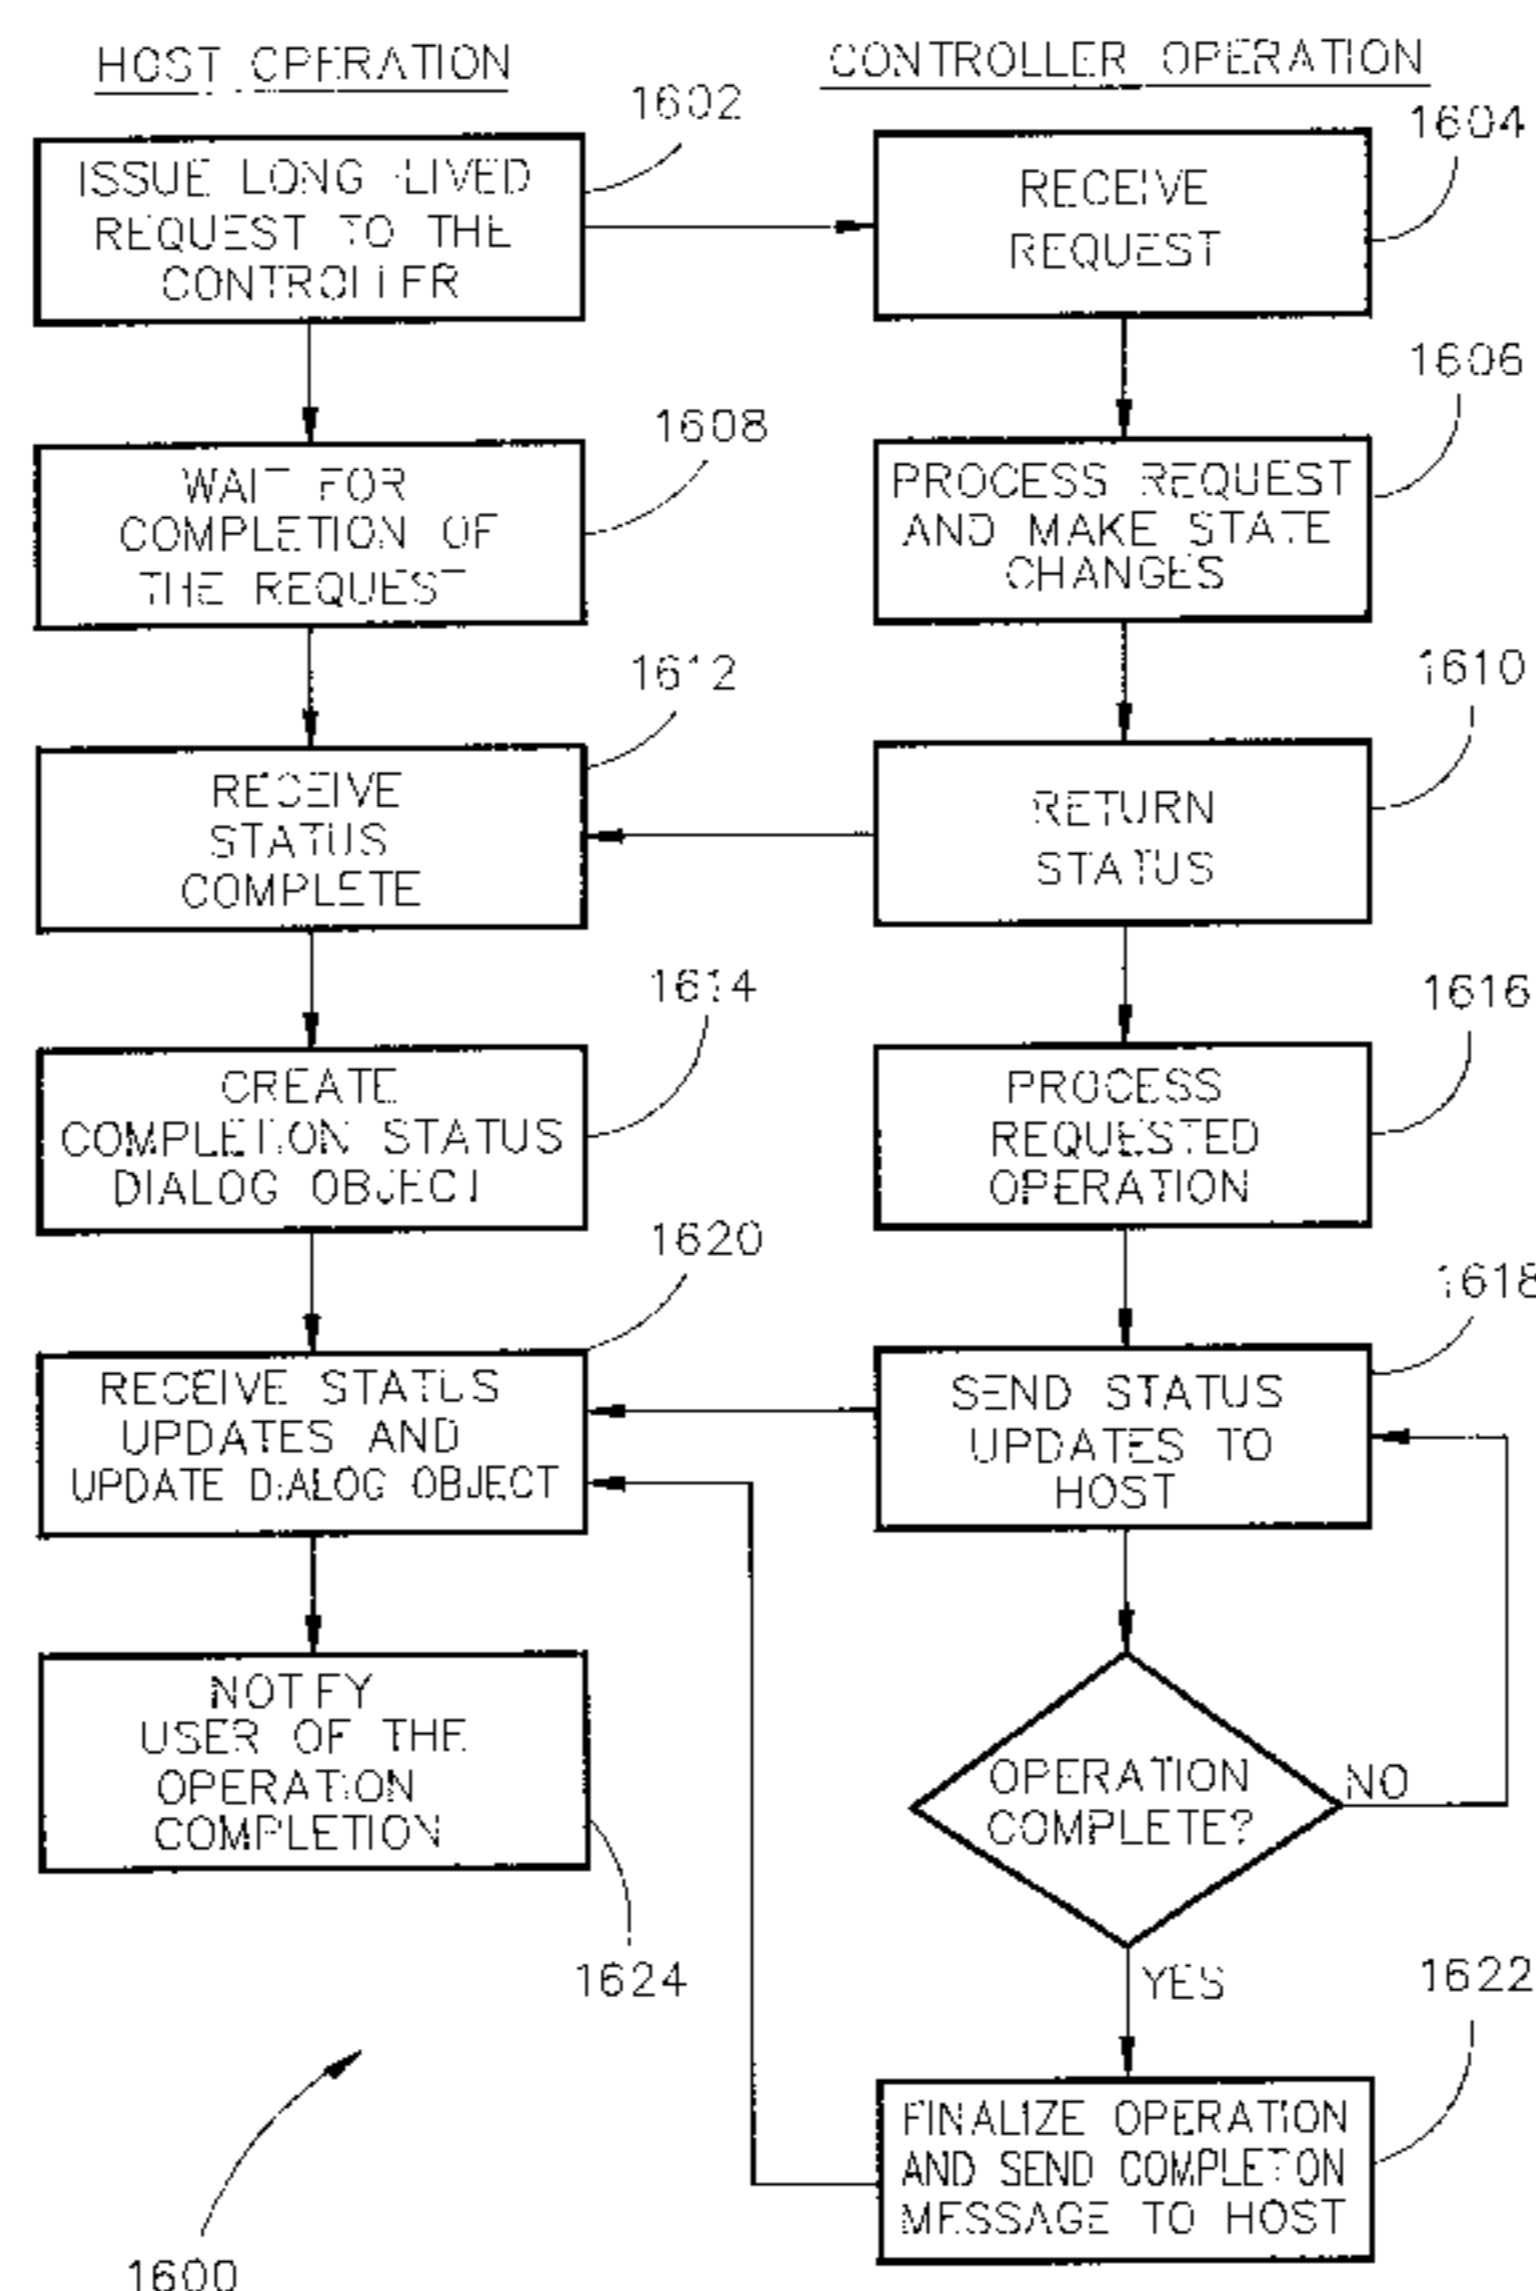 HOST OPERATION
CONTROLLER OPERATION
1602
1604
ISSUE LONG-LIVED
REQUEST TO THE
CONTROLLER
RECEIVE
REQUEST
1608
1606
WAIT FOR
COMPLETION OF
THE REQUEST
PROCESS REQUEST
AND MAKE STATE
CHANGES
1612
1610
RECEIVE
STATUS
COMPLETE
RETURN
STATUS
1614
1616
CREATE
COMPLETION STATUS
DIALOG OBJECT
PROCESS
REQUESTED
OPERATION
1620
1618
RECEIVE STATUS
UPDATES AND
UPDATE DIALOG OBJECT
SEND STATUS
UPDATES TO
HOST
NOTIFY
USER OF THE
OPERATION
COMPLETION
1624
OPERATION
COMPLETE?
NO
YES
1622
FINALIZE OPERATION
AND SEND COMPLETION
MESSAGE TO HOST
1600